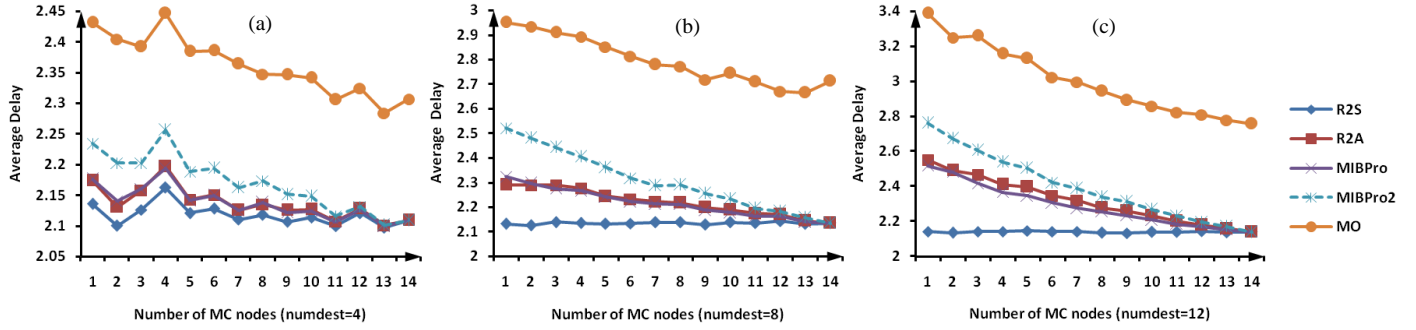 (a)
Average Delay
2.45
2.4
2.35
2.3
2.25
2.2
2.15
2.1
2.05
1 2 3 4 5 6 7 8 9 10 11 12 13 14
Number of MC nodes (numdest=4)
(b)
Average Delay
3
2.9
2.8
2.7
2.6
2.5
2.4
2.3
2.2
2.1
2
1 2 3 4 5 6 7 8 9 10 11 12 13 14
Number of MC nodes (numdest=8)
(c)
Average Delay
3.4
3.2
3
2.8
2.6
2.4
2.2
2
1 2 3 4 5 6 7 8 9 10 11 12 13 14
Number of MC nodes (numdest=12)
R2S
R2A
MIBPro
MIBPro2
MO